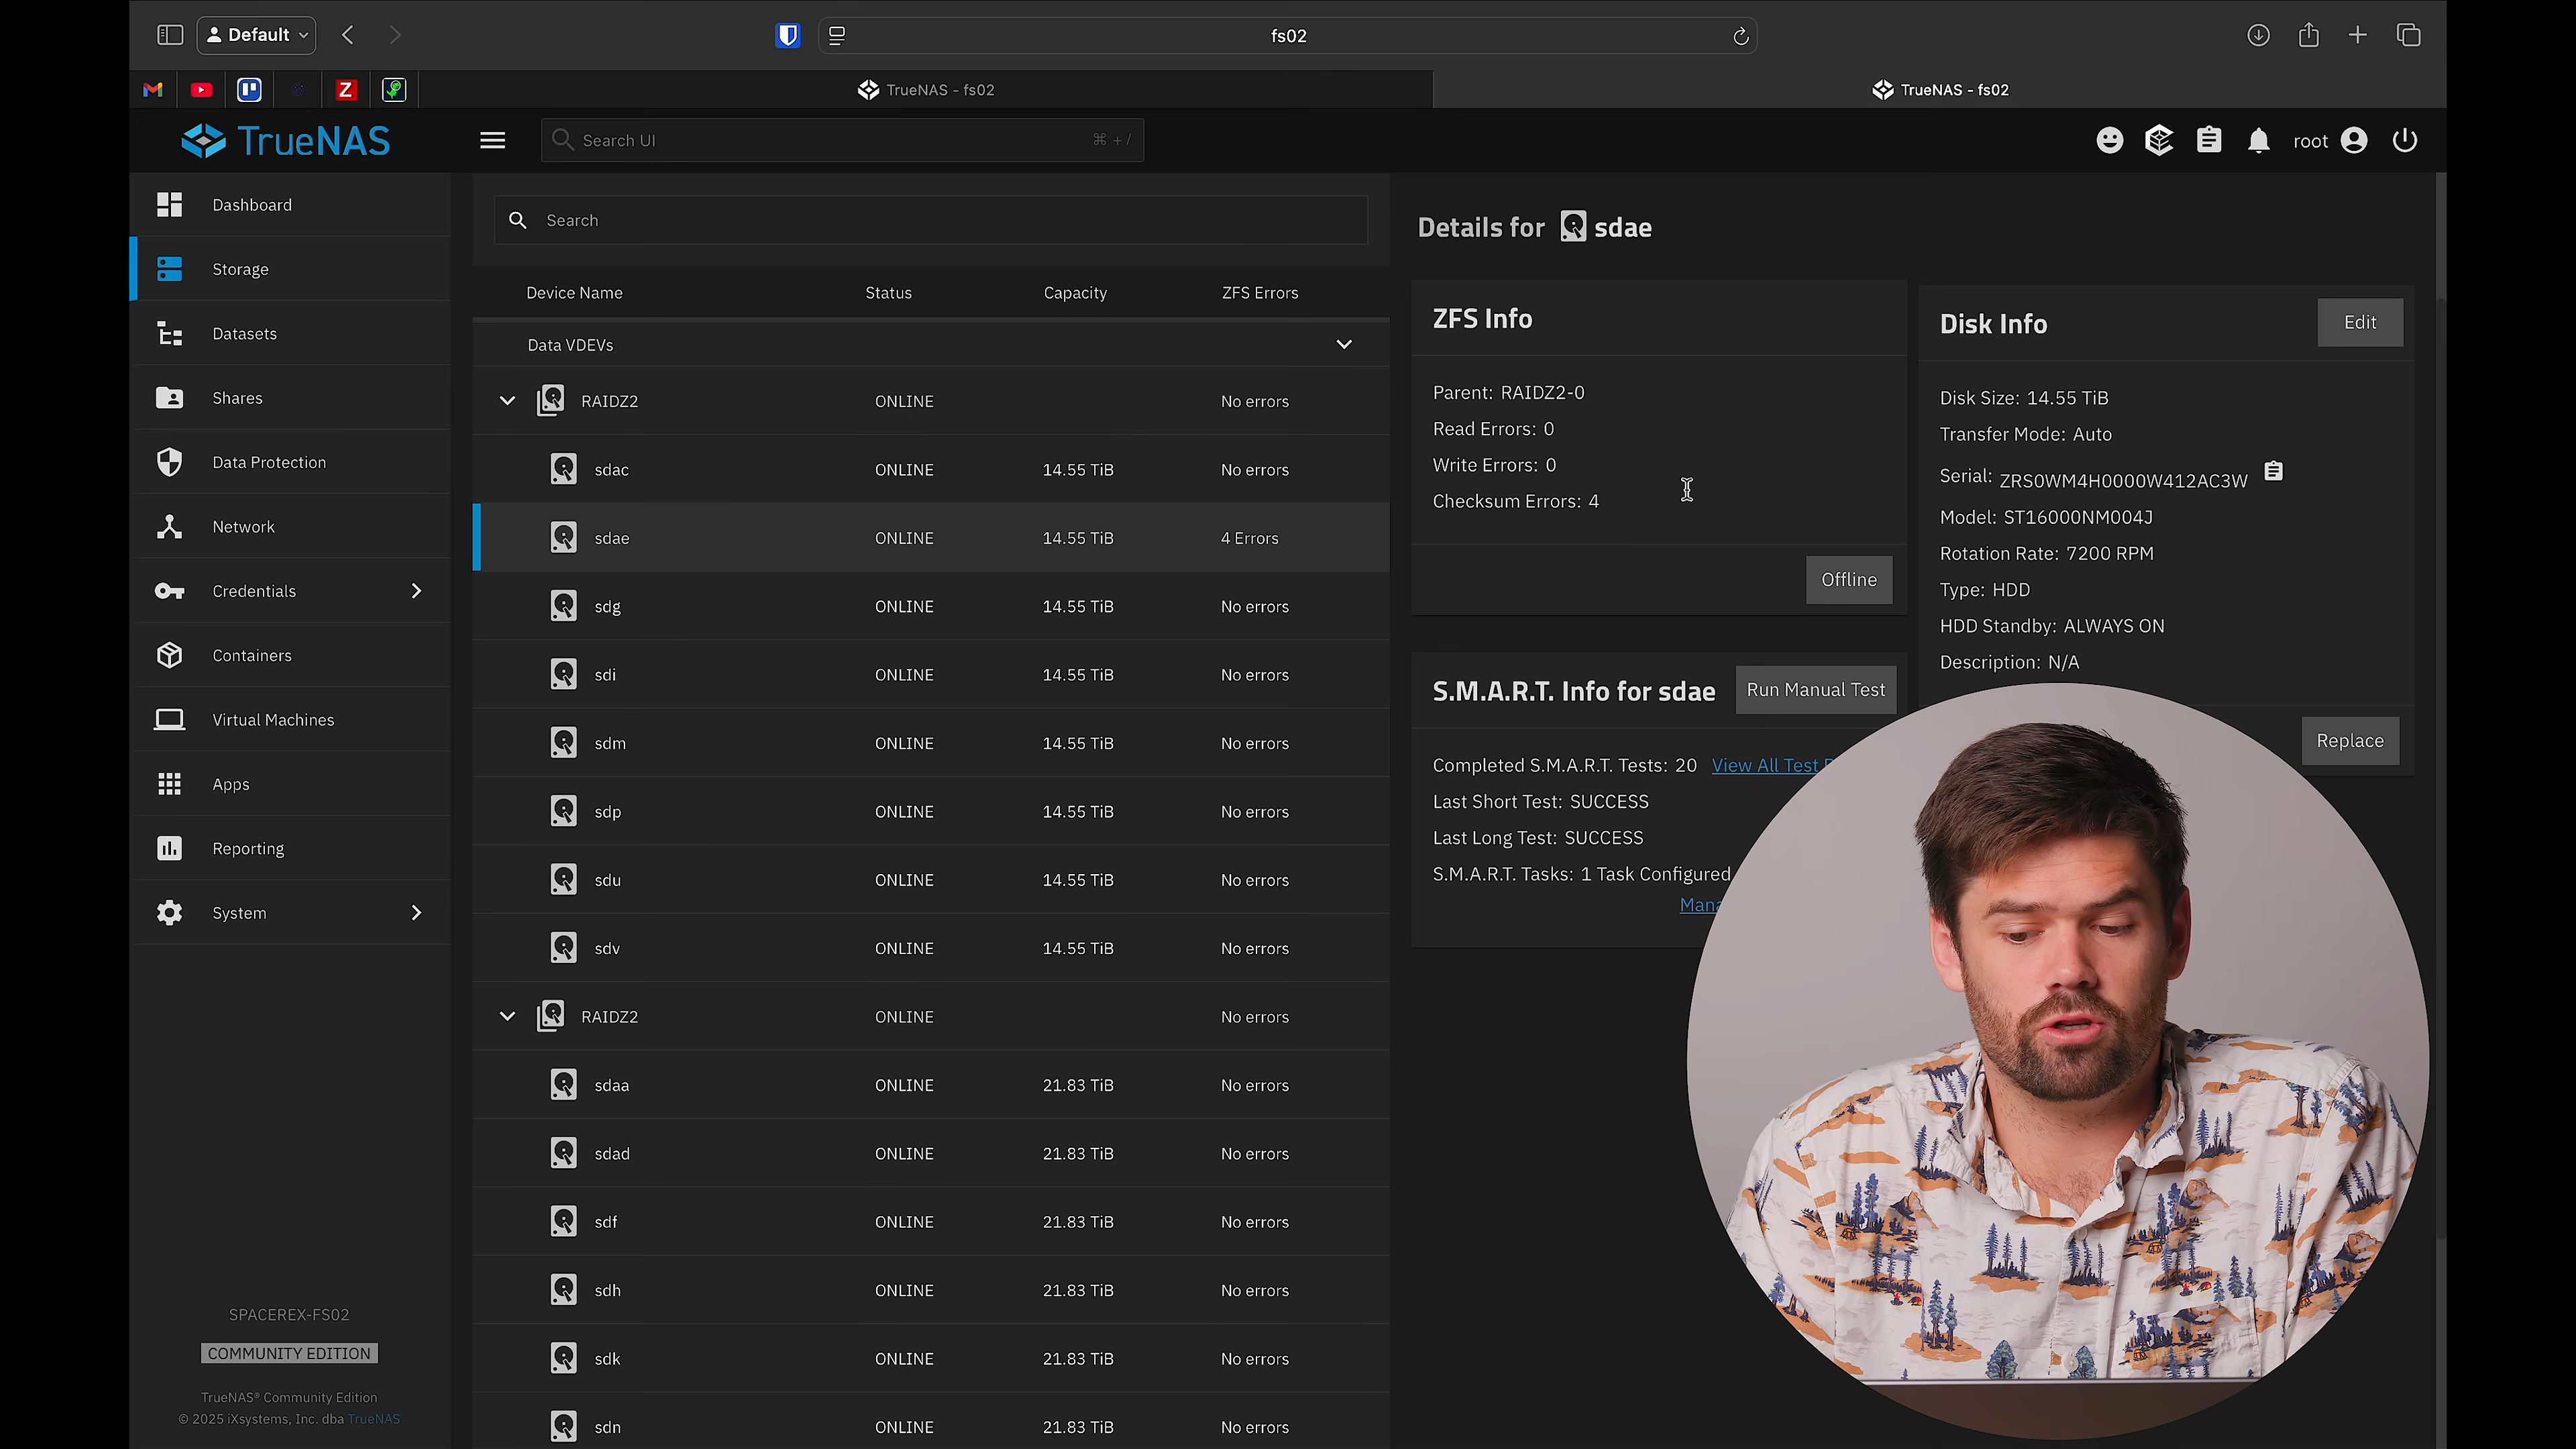 Default
fs02
TrueNAS - fs02
TrueNAS - fs02
TrueNAS
Search UI
⌘ + /
root
Dashboard
Storage
Datasets
Shares
Data Protection
Network
Credentials
Containers
Virtual Machines
Apps
Reporting
System
SPACEREX-FS02
COMMUNITY EDITION
TrueNAS® Community Edition
© 2025 iXsystems, Inc. dba TrueNAS
Search
Device Name Status Capacity ZFS Errors
Data VDEVs
RAIDZ2 ONLINE No errors
sdac ONLINE 14.55 TiB No errors
sdae ONLINE 14.55 TiB 4 Errors
sdg ONLINE 14.55 TiB No errors
sdi ONLINE 14.55 TiB No errors
sdm ONLINE 14.55 TiB No errors
sdp ONLINE 14.55 TiB No errors
sdu ONLINE 14.55 TiB No errors
sdv ONLINE 14.55 TiB No errors
RAIDZ2 ONLINE No errors
sdaa ONLINE 21.83 TiB No errors
sdad ONLINE 21.83 TiB No errors
sdf ONLINE 21.83 TiB No errors
sdh ONLINE 21.83 TiB No errors
sdk ONLINE 21.83 TiB No errors
sdn ONLINE 21.83 TiB No errors
Details for sdae
ZFS Info
Parent: RAIDZ2-0
Read Errors: 0
Write Errors: 0
Checksum Errors: 4
Offline
S.M.A.R.T. Info for sdae
Run Manual Test
Completed S.M.A.R.T. Tests: 20 View All Test
Last Short Test: SUCCESS
Last Long Test: SUCCESS
S.M.A.R.T. Tasks: 1 Task Configured
Disk Info
Edit
Disk Size: 14.55 TiB
Transfer Mode: Auto
Serial: ZRS0WM4H0000W412AC3W
Model: ST16000NM004J
Rotation Rate: 7200 RPM
Type: HDD
HDD Standby: ALWAYS ON
Description: N/A
Replace